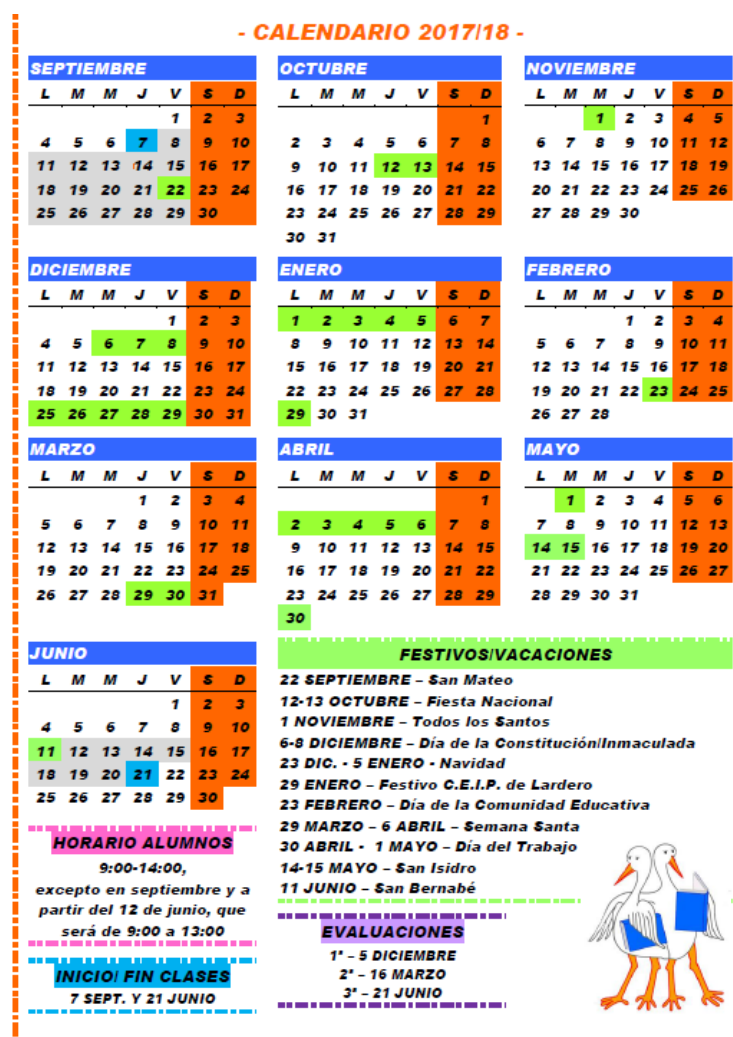 - CALENDARIO 2017/18 -
SEPTIEMBRE
L M M J V S D
1 2 3
4 5 6 7 8 9 10
11 12 13 14 15 16 17
18 19 20 21 22 23 24
25 26 27 28 29 30
OCTUBRE
L M M J V S D
1
2 3 4 5 6 7 8
9 10 11 12 13 14 15
16 17 18 19 20 21 22
23 24 25 26 27 28 29
30 31
NOVIEMBRE
L M M J V S D
1 2 3 4 5
6 7 8 9 10 11 12
13 14 15 16 17 18 19
20 21 22 23 24 25 26
27 28 29 30
DICIEMBRE
L M M J V S D
1 2 3
4 5 6 7 8 9 10
11 12 13 14 15 16 17
18 19 20 21 22 23 24
25 26 27 28 29 30 31
ENERO
L M M J V S D
1 2 3 4 5 6 7
8 9 10 11 12 13 14
15 16 17 18 19 20 21
22 23 24 25 26 27 28
29 30 31
FEBRERO
L M M J V S D
1 2 3 4
5 6 7 8 9 10 11
12 13 14 15 16 17 18
19 20 21 22 23 24 25
26 27 28
MARZO
L M M J V S D
1 2 3 4
5 6 7 8 9 10 11
12 13 14 15 16 17 18
19 20 21 22 23 24 25
26 27 28 29 30 31
ABRIL
L M M J V S D
1
2 3 4 5 6 7 8
9 10 11 12 13 14 15
16 17 18 19 20 21 22
23 24 25 26 27 28 29
30
MAYO
L M M J V S D
1 2 3 4 5 6
7 8 9 10 11 12 13
14 15 16 17 18 19 20
21 22 23 24 25 26 27
28 29 30 31
JUNIO
L M M J V S D
1 2 3
4 5 6 7 8 9 10
11 12 13 14 15 16 17
18 19 20 21 22 23 24
25 26 27 28 29 30
FESTIVOS/VACACIONES
22 SEPTIEMBRE – San Mateo
12-13 OCTUBRE – Fiesta Nacional
1 NOVIEMBRE – Todos los Santos
6-8 DICIEMBRE – Día de la Constitución/Inmaculada
23 DIC. - 5 ENERO - Navidad
29 ENERO – Festivo C.E.I.P. de Lardero
23 FEBRERO – Día de la Comunidad Educativa
29 MARZO – 6 ABRIL – Semana Santa
30 ABRIL - 1 MAYO – Día del Trabajo
14-15 MAYO – San Isidro
11 JUNIO – San Bernabé
HORARIO ALUMNOS
9:00-14:00,
excepto en septiembre y a
partir del 12 de junio, que
será de 9:00 a 13:00
INICIO/ FIN CLASES
7 SEPT. Y 21 JUNIO
EVALUACIONES
1ª – 5 DICIEMBRE
2ª – 16 MARZO
3ª – 21 JUNIO